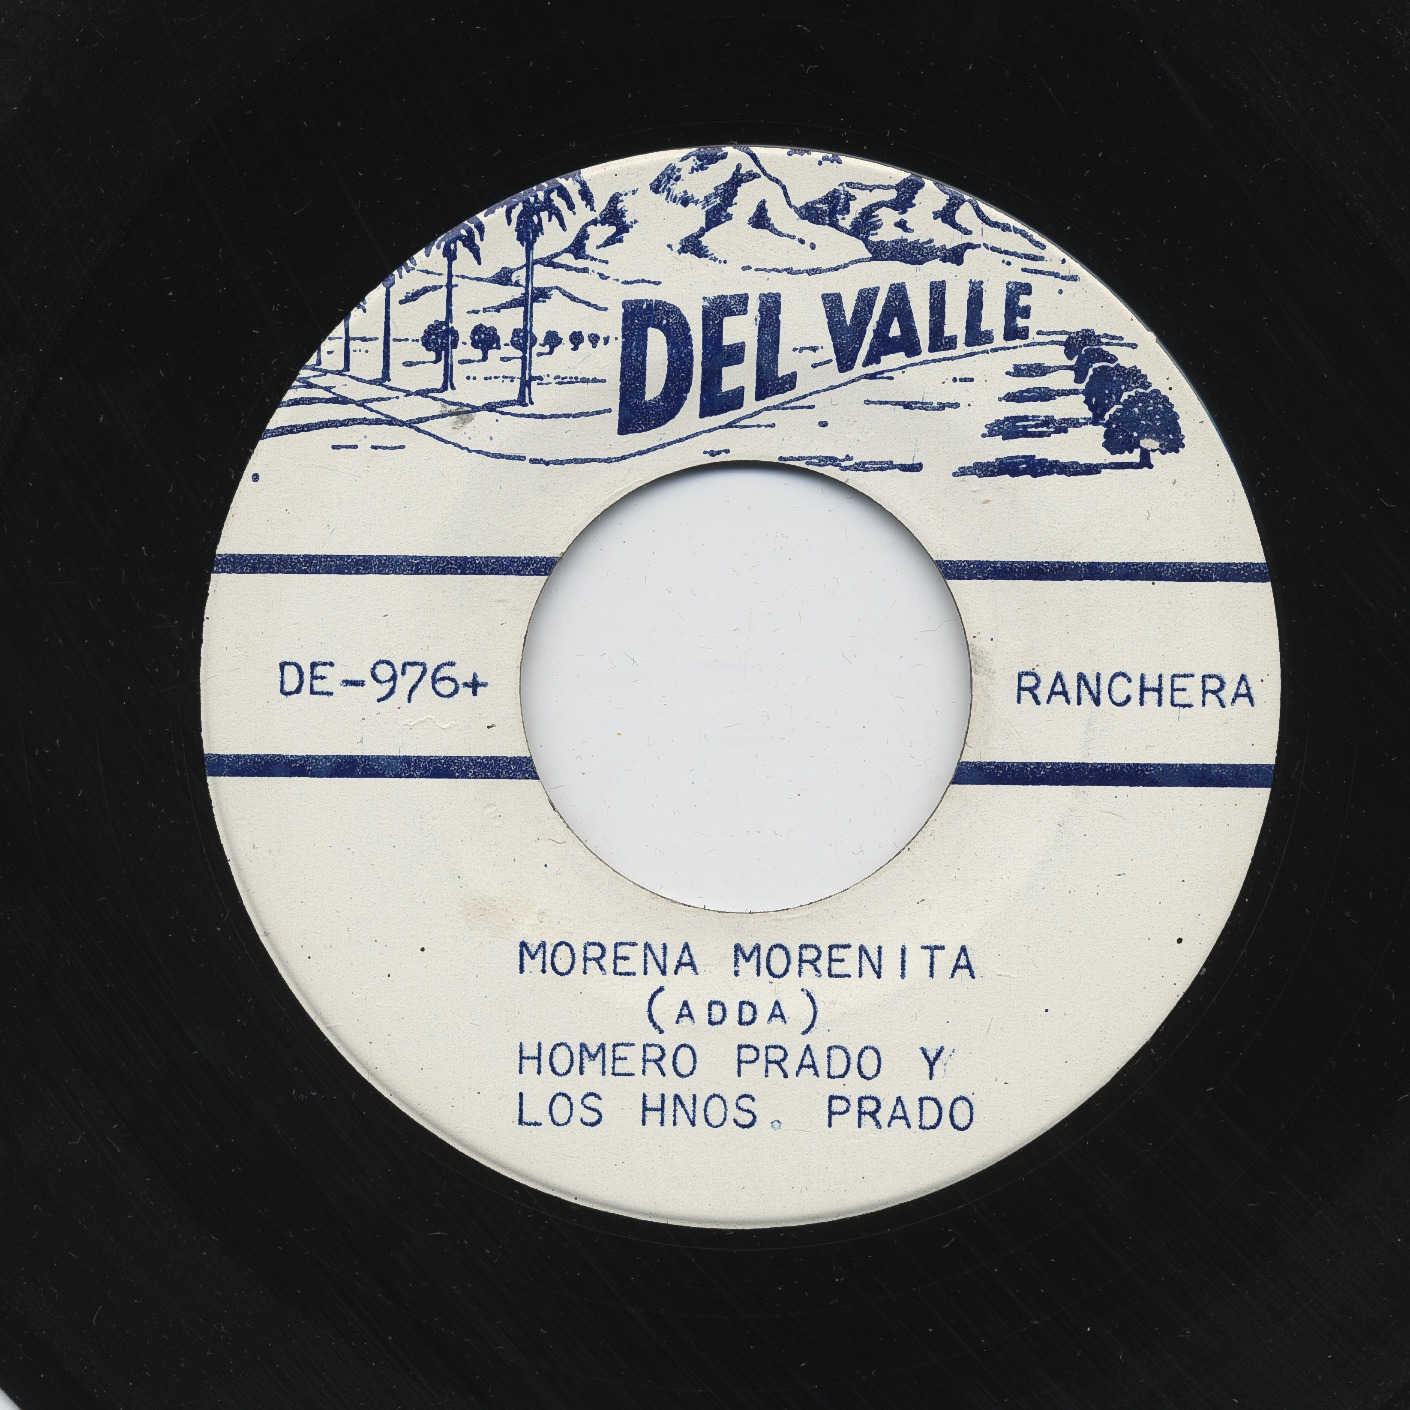 DEL VALLE
DE-976+
RANCHERA
MORENA MORENITA
(ADDA)
HOMERO PRADO Y
LOS HNOS. PRADO